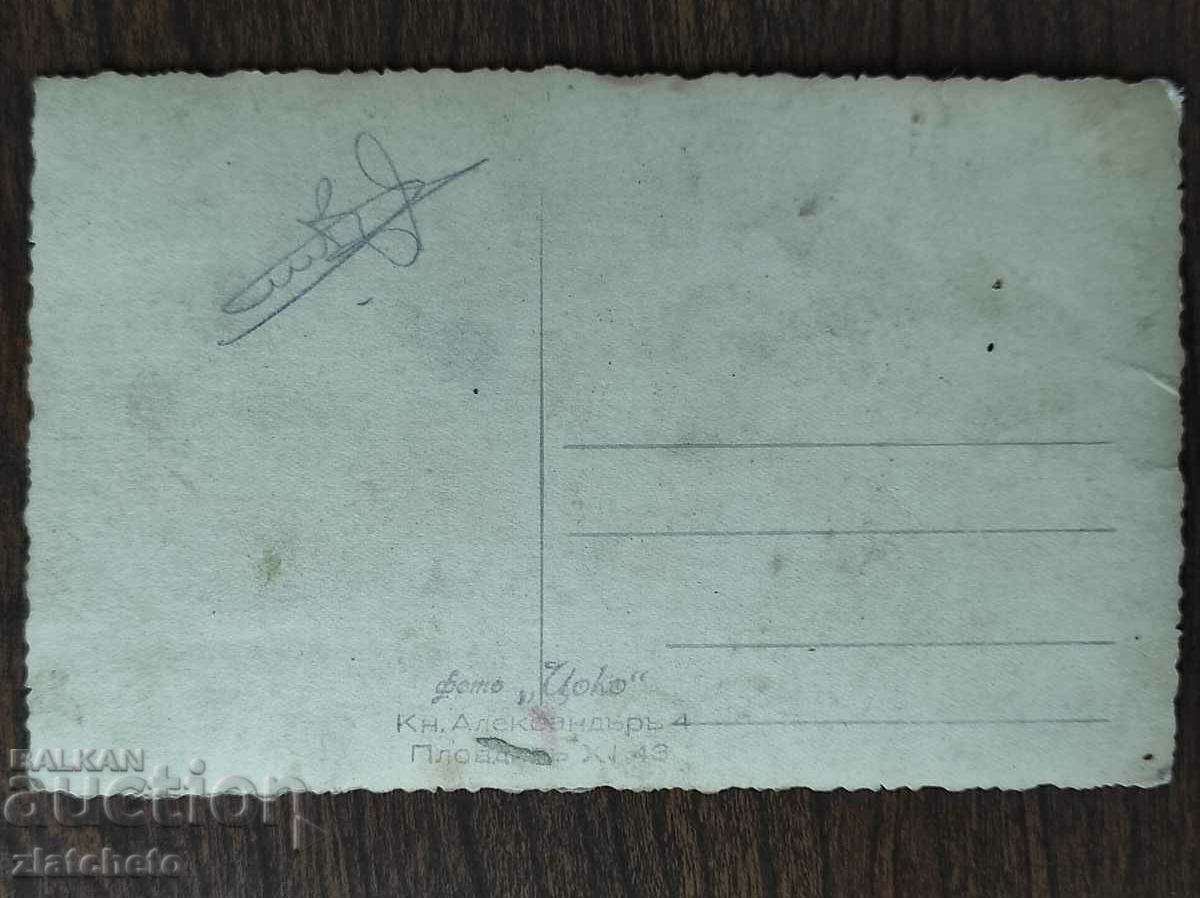 фото „Цоко“
Кн. Александъръ 4
Пловдивъ XI.43
BALKAN
auction
zlatcheto